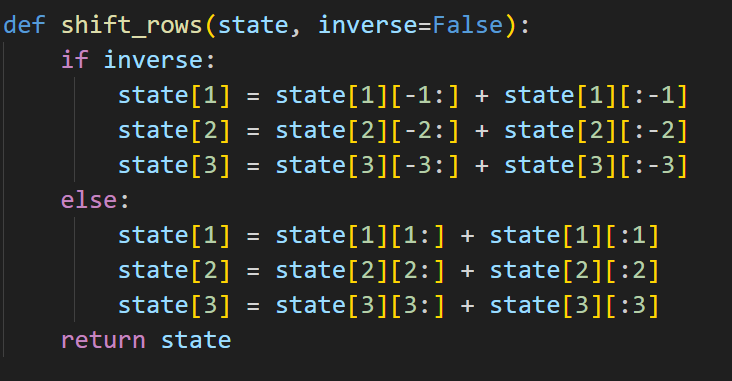 def shift_rows(state, inverse=False):
    if inverse:
        state[1] = state[1][-1:] + state[1][:-1]
        state[2] = state[2][-2:] + state[2][:-2]
        state[3] = state[3][-3:] + state[3][:-3]
    else:
        state[1] = state[1][1:] + state[1][:1]
        state[2] = state[2][2:] + state[2][:2]
        state[3] = state[3][3:] + state[3][:3]
    return state